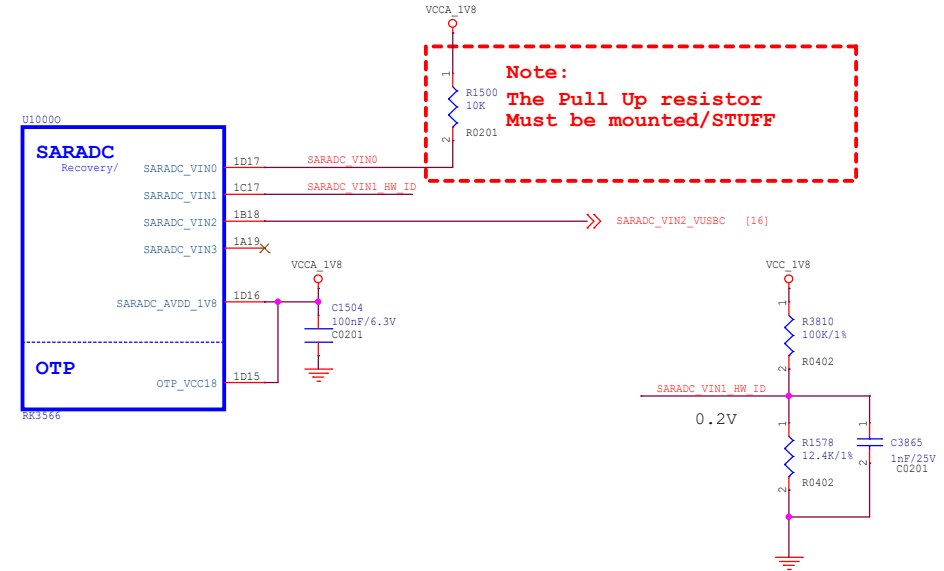 VCCA_1V8
Note:
The Pull Up resistor
Must be mounted/STUFF
1
R1500
10K
2
R0201
U1000O
SARADC
Recovery/
SARADC_VIN0
1D17
SARADC_VIN0
SARADC_VIN1
1C17
SARADC_VIN1_HW_ID
SARADC_VIN2
1B18
SARADC_VIN2_VUSBC [16]
SARADC_VIN3
1A19
VCCA_1V8
SARADC_AVDD_1V8
1D16
C1504
100nF/6.3V
C0201
OTP
OTP_VCC18
1D15
RK3566
VCC_1V8
1
R3810
100K/1%
2
R0402
SARADC_VIN1_HW_ID
0.2V
1
R1578
12.4K/1%
2
R0402
1
C3865
2
1nF/25V
C0201